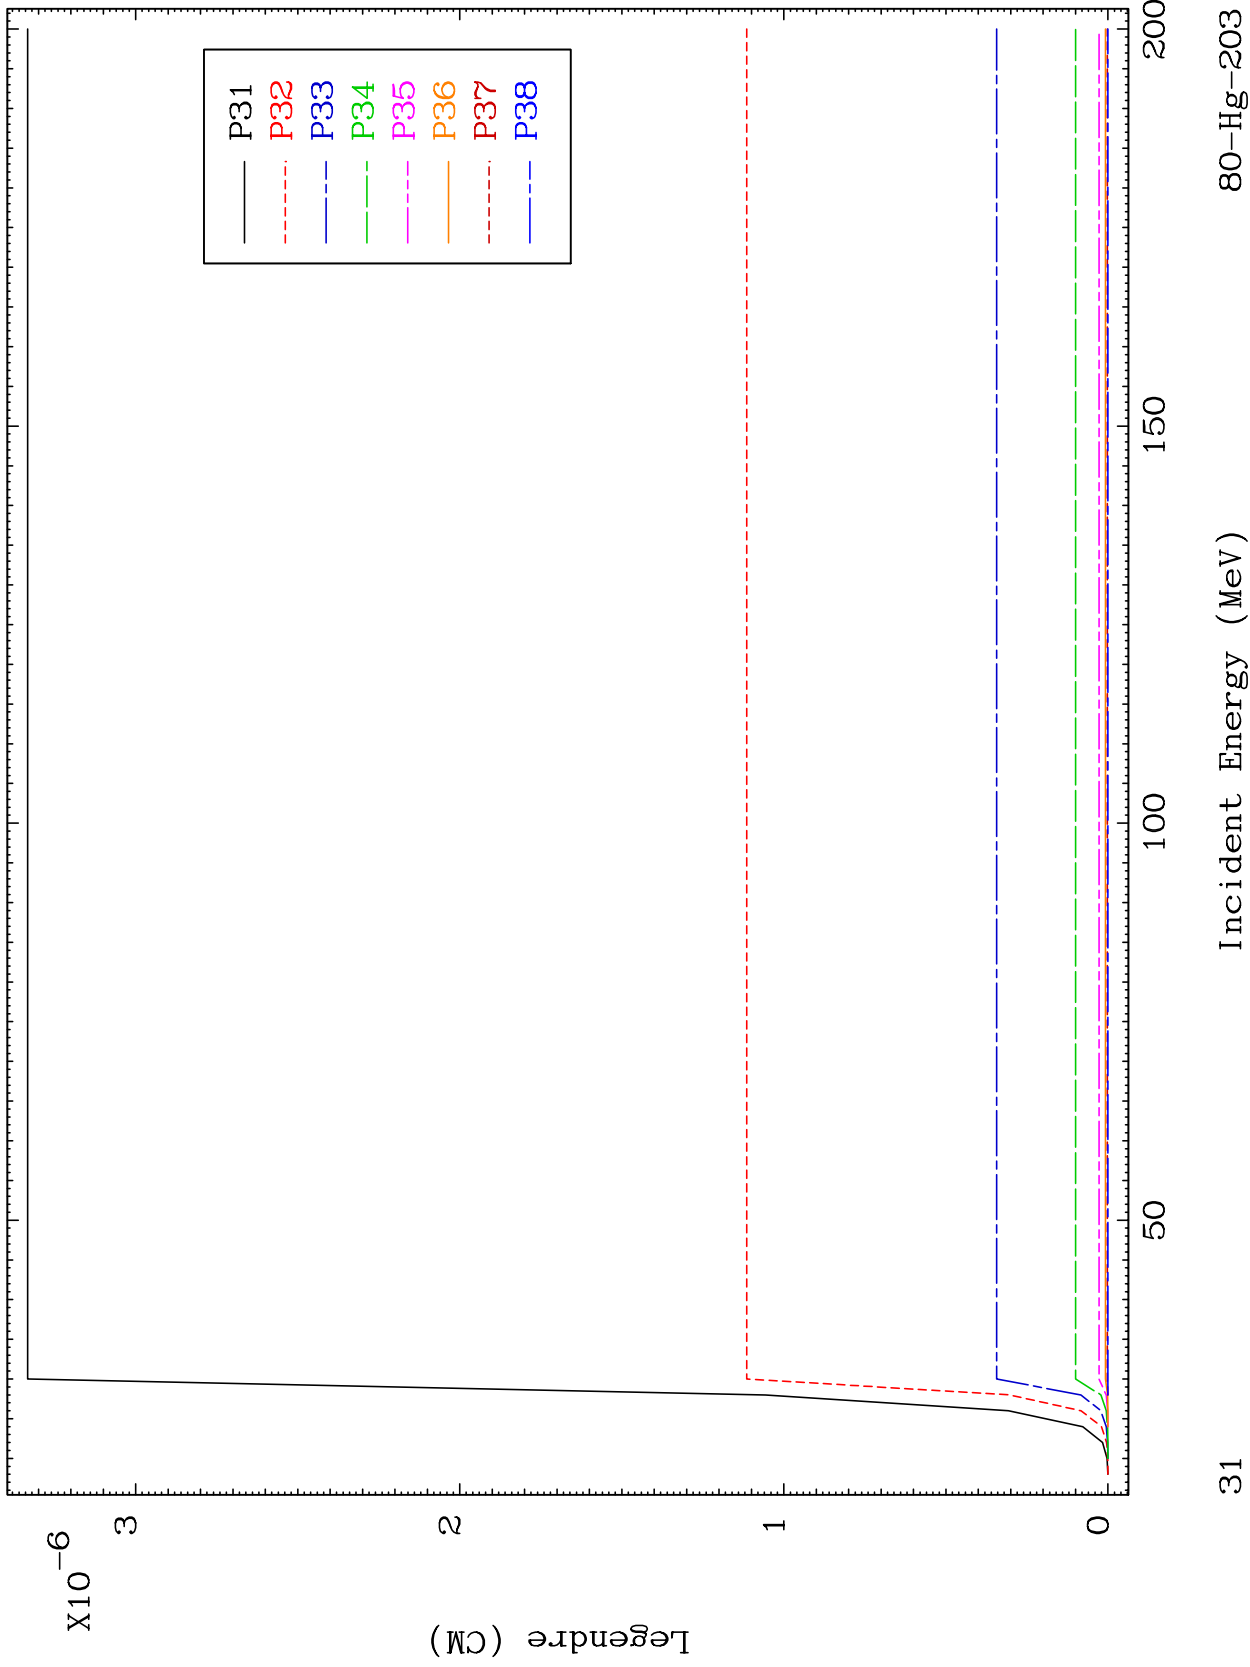 X10-6
3
2
1
0
Legendre (CM)
P31
P32
P33
P34
P35
P36
P37
P38
50
100
150
200
Incident Energy (MeV)
31
80-Hg-203